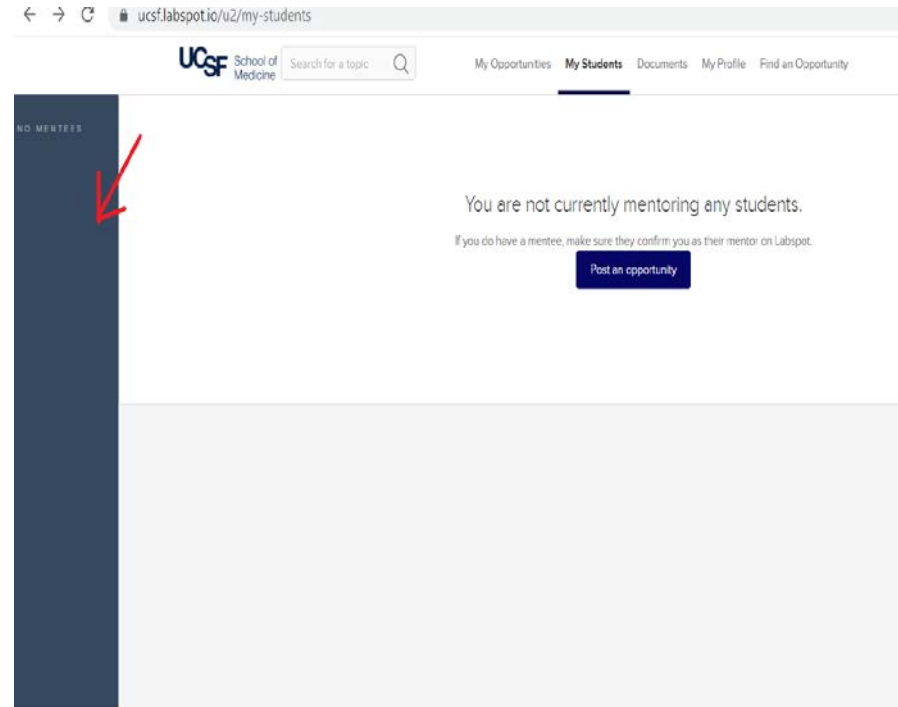 ucsf.labspot.io/u2/my-students
UCSF School of Medicine
Search for a topic
My Opportunities My Students Documents My Profile Find an Opportunity
NO MENTEES
You are not currently mentoring any students.
If you do have a mentee, make sure they confirm you as their mentor on Labspot.
Post an opportunity